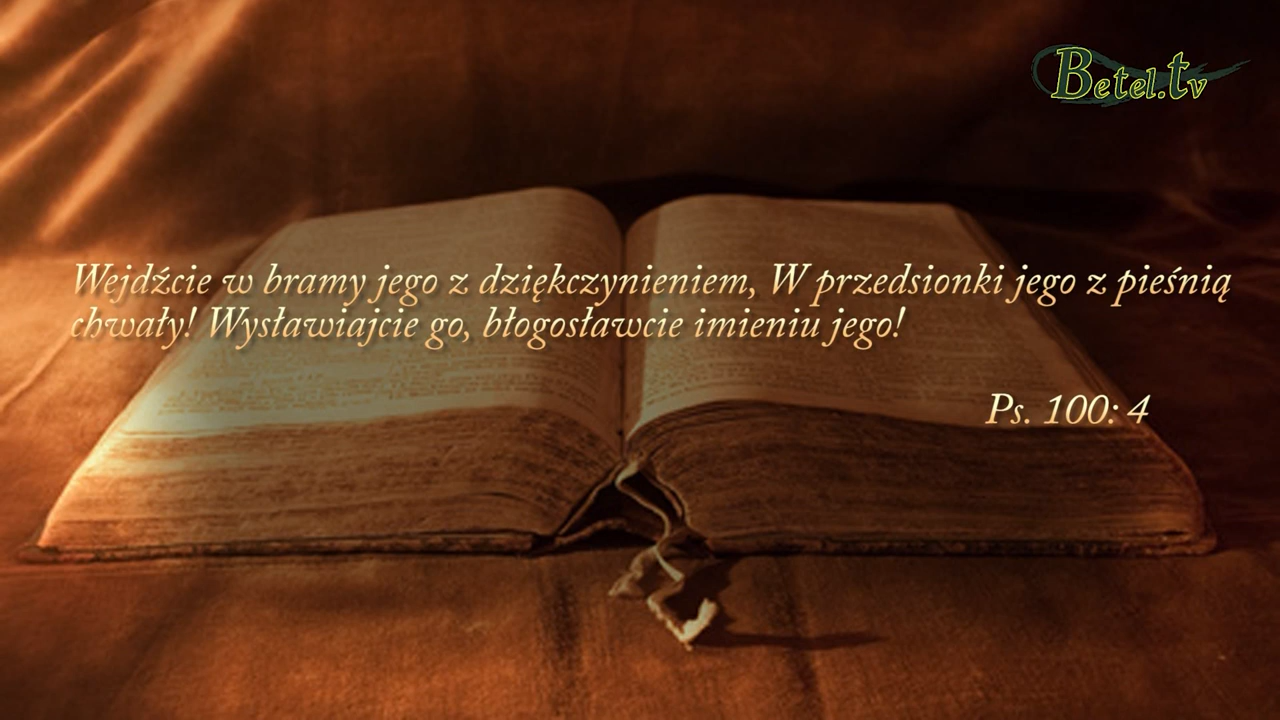 Betel.tv
Wejdźcie w bramy jego z dziękczynieniem, W przedsionki jego z pieśnią
chwały! Wysławiajcie go, błogosławcie imieniu jego!
Ps. 100: 4